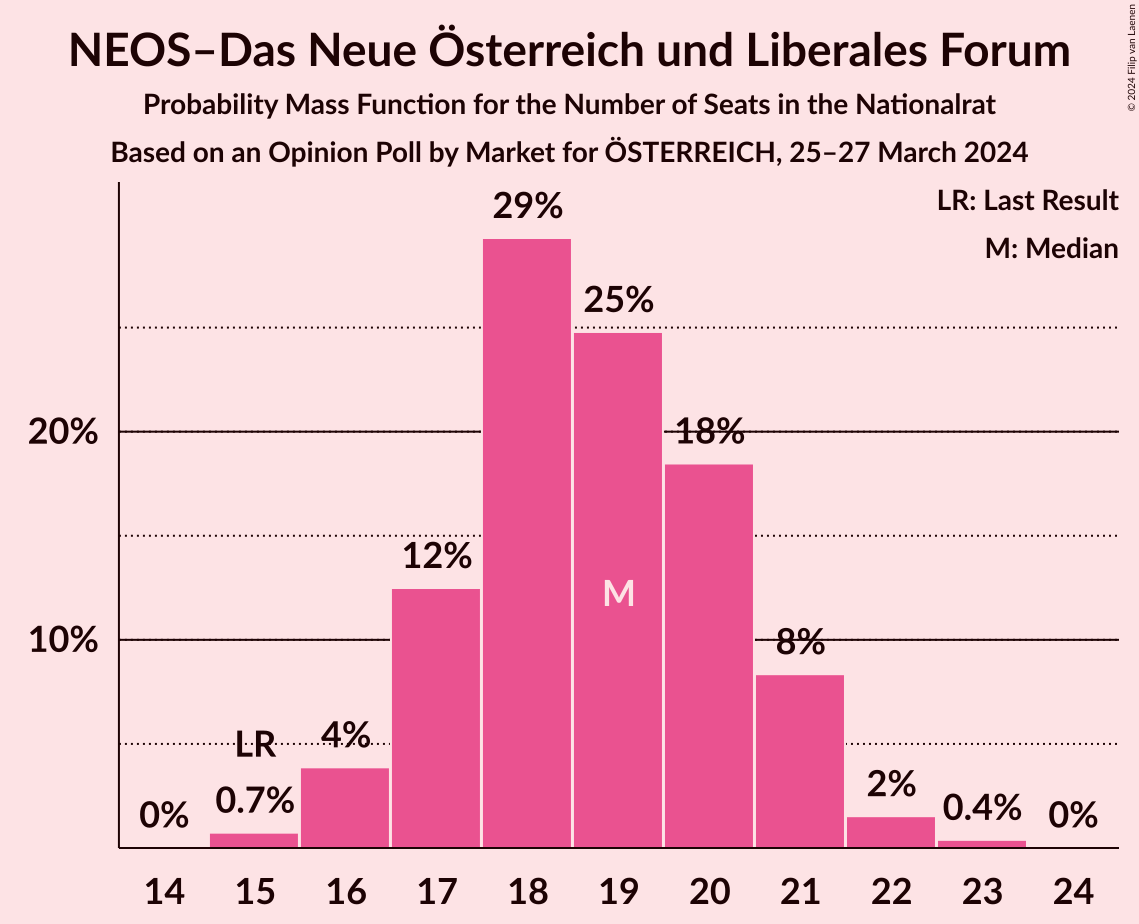 NEOS–Das Neue Österreich und Liberales Forum
Probability Mass Function for the Number of Seats in the Nationalrat
Based on an Opinion Poll by Market for ÖSTERREICH, 25–27 March 2024
© 2024 Filip van Laenen
LR: Last Result
M: Median
29%
25%
20%
18%
12%
M
10%
8%
LR
4%
2%
0.7%
0.4%
0%
0%
14 15 16 17 18 19 20 21 22 23 24